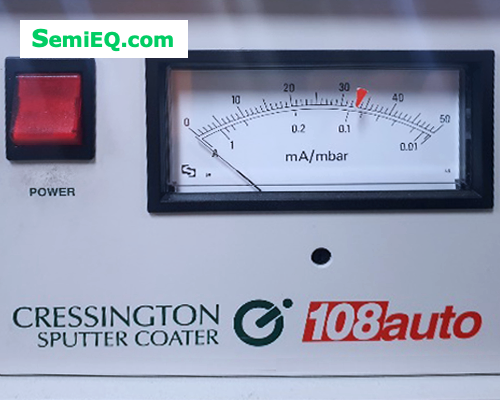 SemiEQ.com
POWER
0 10 20 30 40 50
1 0.2 0.1 0.01
mA/mbar
CRESSINGTON
SPUTTER COATER
108auto